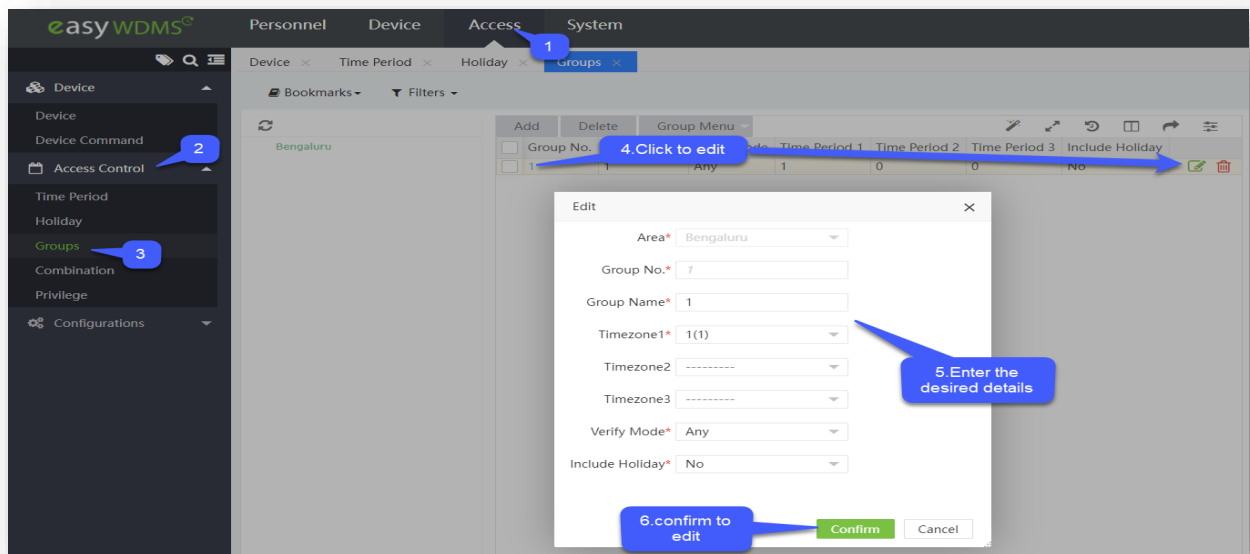 easy WDMS
Personnel Device Access System
1
Device × Time Period × Holiday × Groups ×
Device
Bookmarks Filters
Device
Device Command
2
Access Control
Time Period
Holiday
Groups
3
Combination
Privilege
Configurations
Bengaluru
Add Delete Group Menu
Group No. Time Period 1 Time Period 2 Time Period 3 Include Holiday
4.Click to edit
1 1 Any 1 0 0 No
Edit ×
Area* Bengaluru
Group No.* 1
Group Name* 1
Timezone1* 1(1)
Timezone2 ---------
Timezone3 ---------
Verify Mode* Any
Include Holiday* No
5.Enter the
desired details
6.confirm to
edit
Confirm Cancel